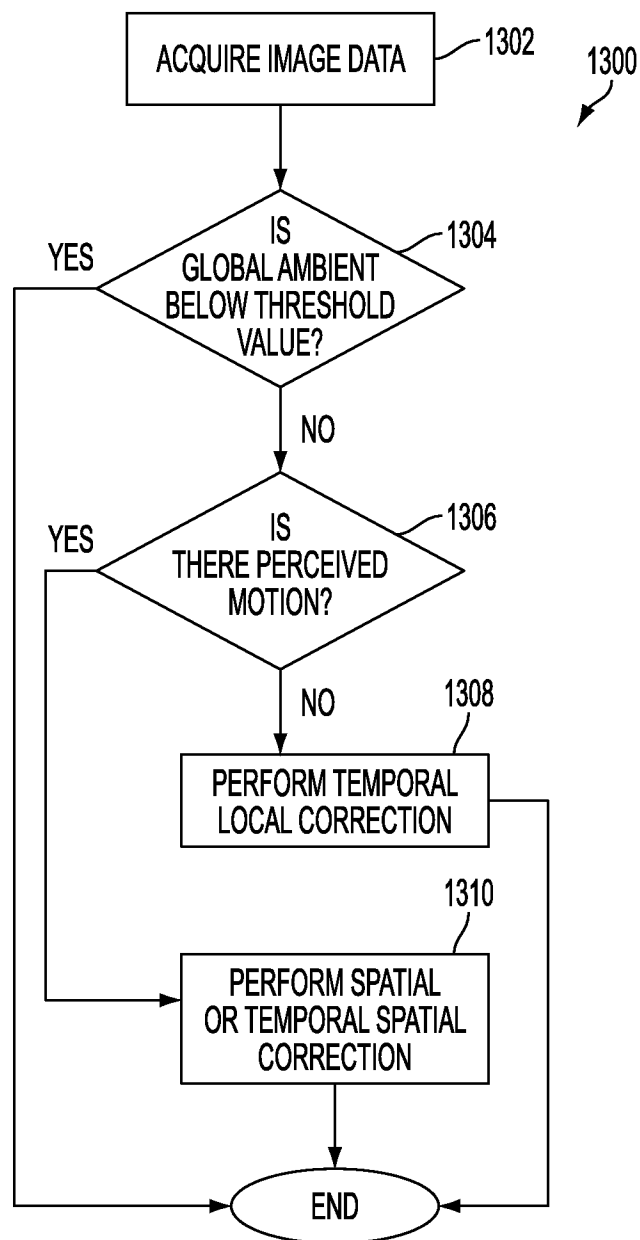 ACQUIRE IMAGE DATA
1302
1300
IS
GLOBAL AMBIENT
BELOW THRESHOLD
VALUE?
1304
YES
NO
IS
THERE PERCEIVED
MOTION?
1306
YES
NO
1308
PERFORM TEMPORAL
LOCAL CORRECTION
1310
PERFORM SPATIAL
OR TEMPORAL SPATIAL
CORRECTION
END